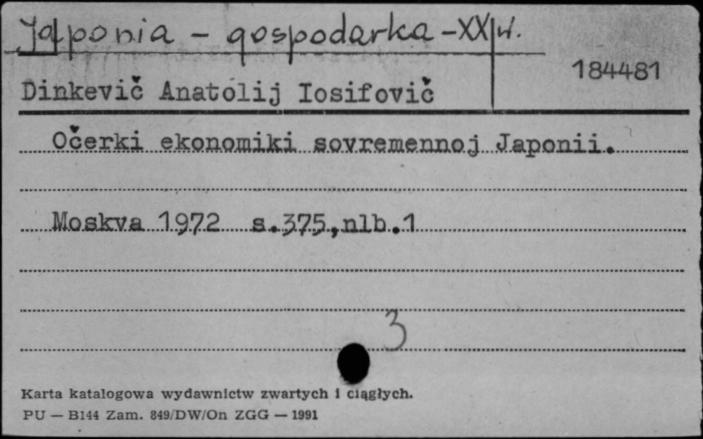 Japonia - gospodarka - XX w.
184481
Dinkevič Anatolij Iosifovič
Očerki ekonomiki sovremennoj Japonii.
Moskva 1972 s.375,nlb.1
3
Karta katalogowa wydawnictw zwartych i ciągłych.
PU — B144 Zam. 849/DW/On ZGG — 1991